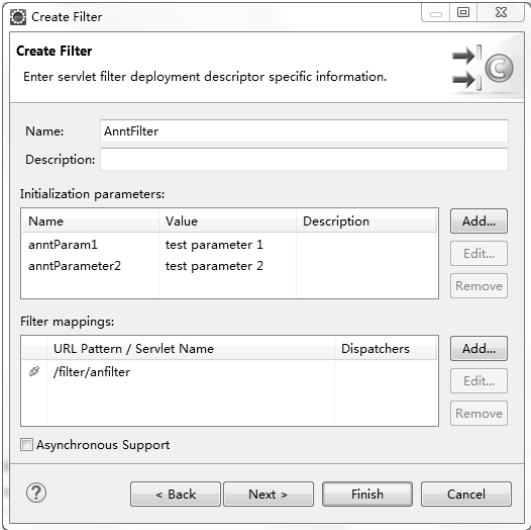 Create Filter
Create Filter
Enter servlet filter deployment descriptor specific information.
C
Name: AnntFilter
Description:
Initialization parameters:
Name Value Description Add...
anntParam1 test parameter 1 Edit...
anntParameter2 test parameter 2
Remove
Filter mappings:
URL Pattern / Servlet Name Dispatchers Add...
/filter/anfilter Edit...
Remove
Asynchronous Support
? < Back Next > Finish Cancel